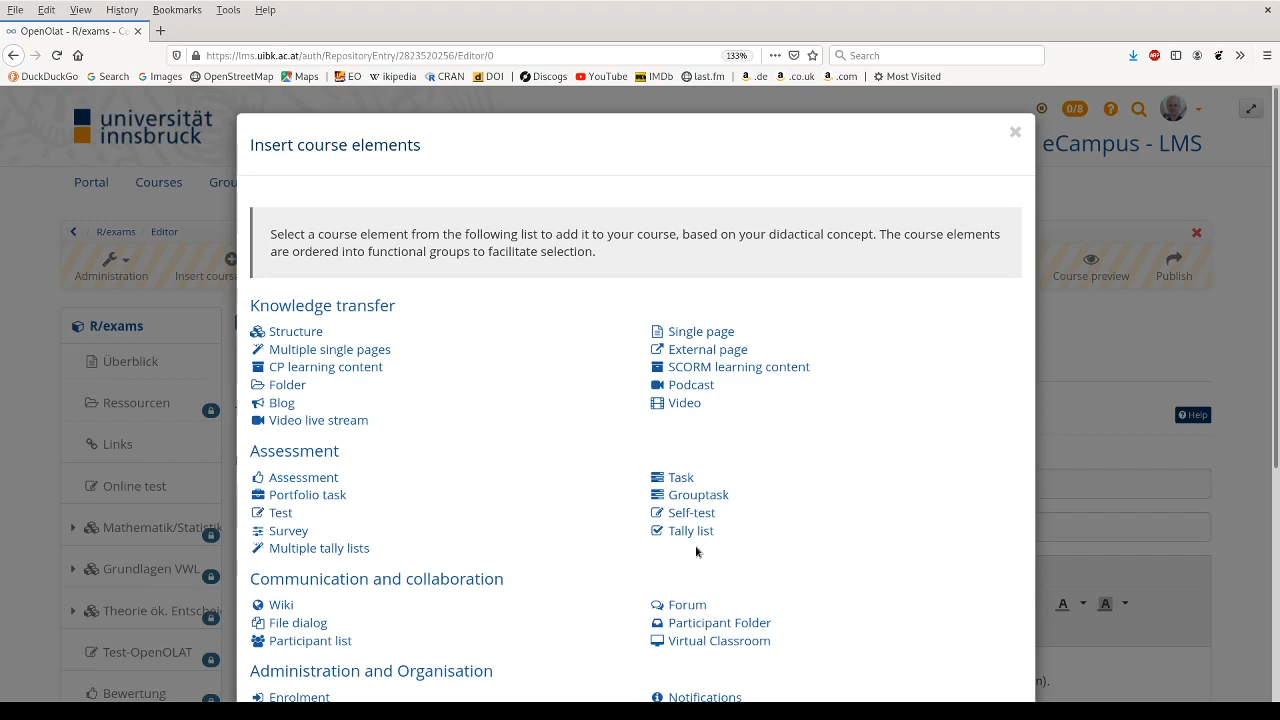 File Edit View History Bookmarks Tools Help
OpenOlat - R/exams - Co
https://lms.uibk.ac.at/auth/RepositoryEntry/2823520256/Editor/0 133% Search
DuckDuckGo Search Images OpenStreetMap Maps EO wikipedia CRAN DOI Discogs YouTube IMDb last.fm .de .co.uk .com Most Visited
universität
innsbruck
0/8
eCampus - LMS
Portal Courses Grou
R/exams / Editor
Administration Insert cours Course preview Publish
R/exams
Überblick
Ressourcen
Links
Online test
Mathematik/Statistik
Grundlagen VWL
Theorie ök. Entschei
Test-OpenOLAT
Bewertung
Insert course elements
Select a course element from the following list to add it to your course, based on your didactical concept. The course elements
are ordered into functional groups to facilitate selection.
Knowledge transfer
Structure Single page
Multiple single pages External page
CP learning content SCORM learning content
Folder Podcast
Blog Video
Video live stream
Assessment
Assessment Task
Portfolio task Grouptask
Test Self-test
Survey Tally list
Multiple tally lists
Communication and collaboration
Wiki Forum
File dialog Participant Folder
Participant list Virtual Classroom
Administration and Organisation
Enrolment Notifications
Help
A A
n).